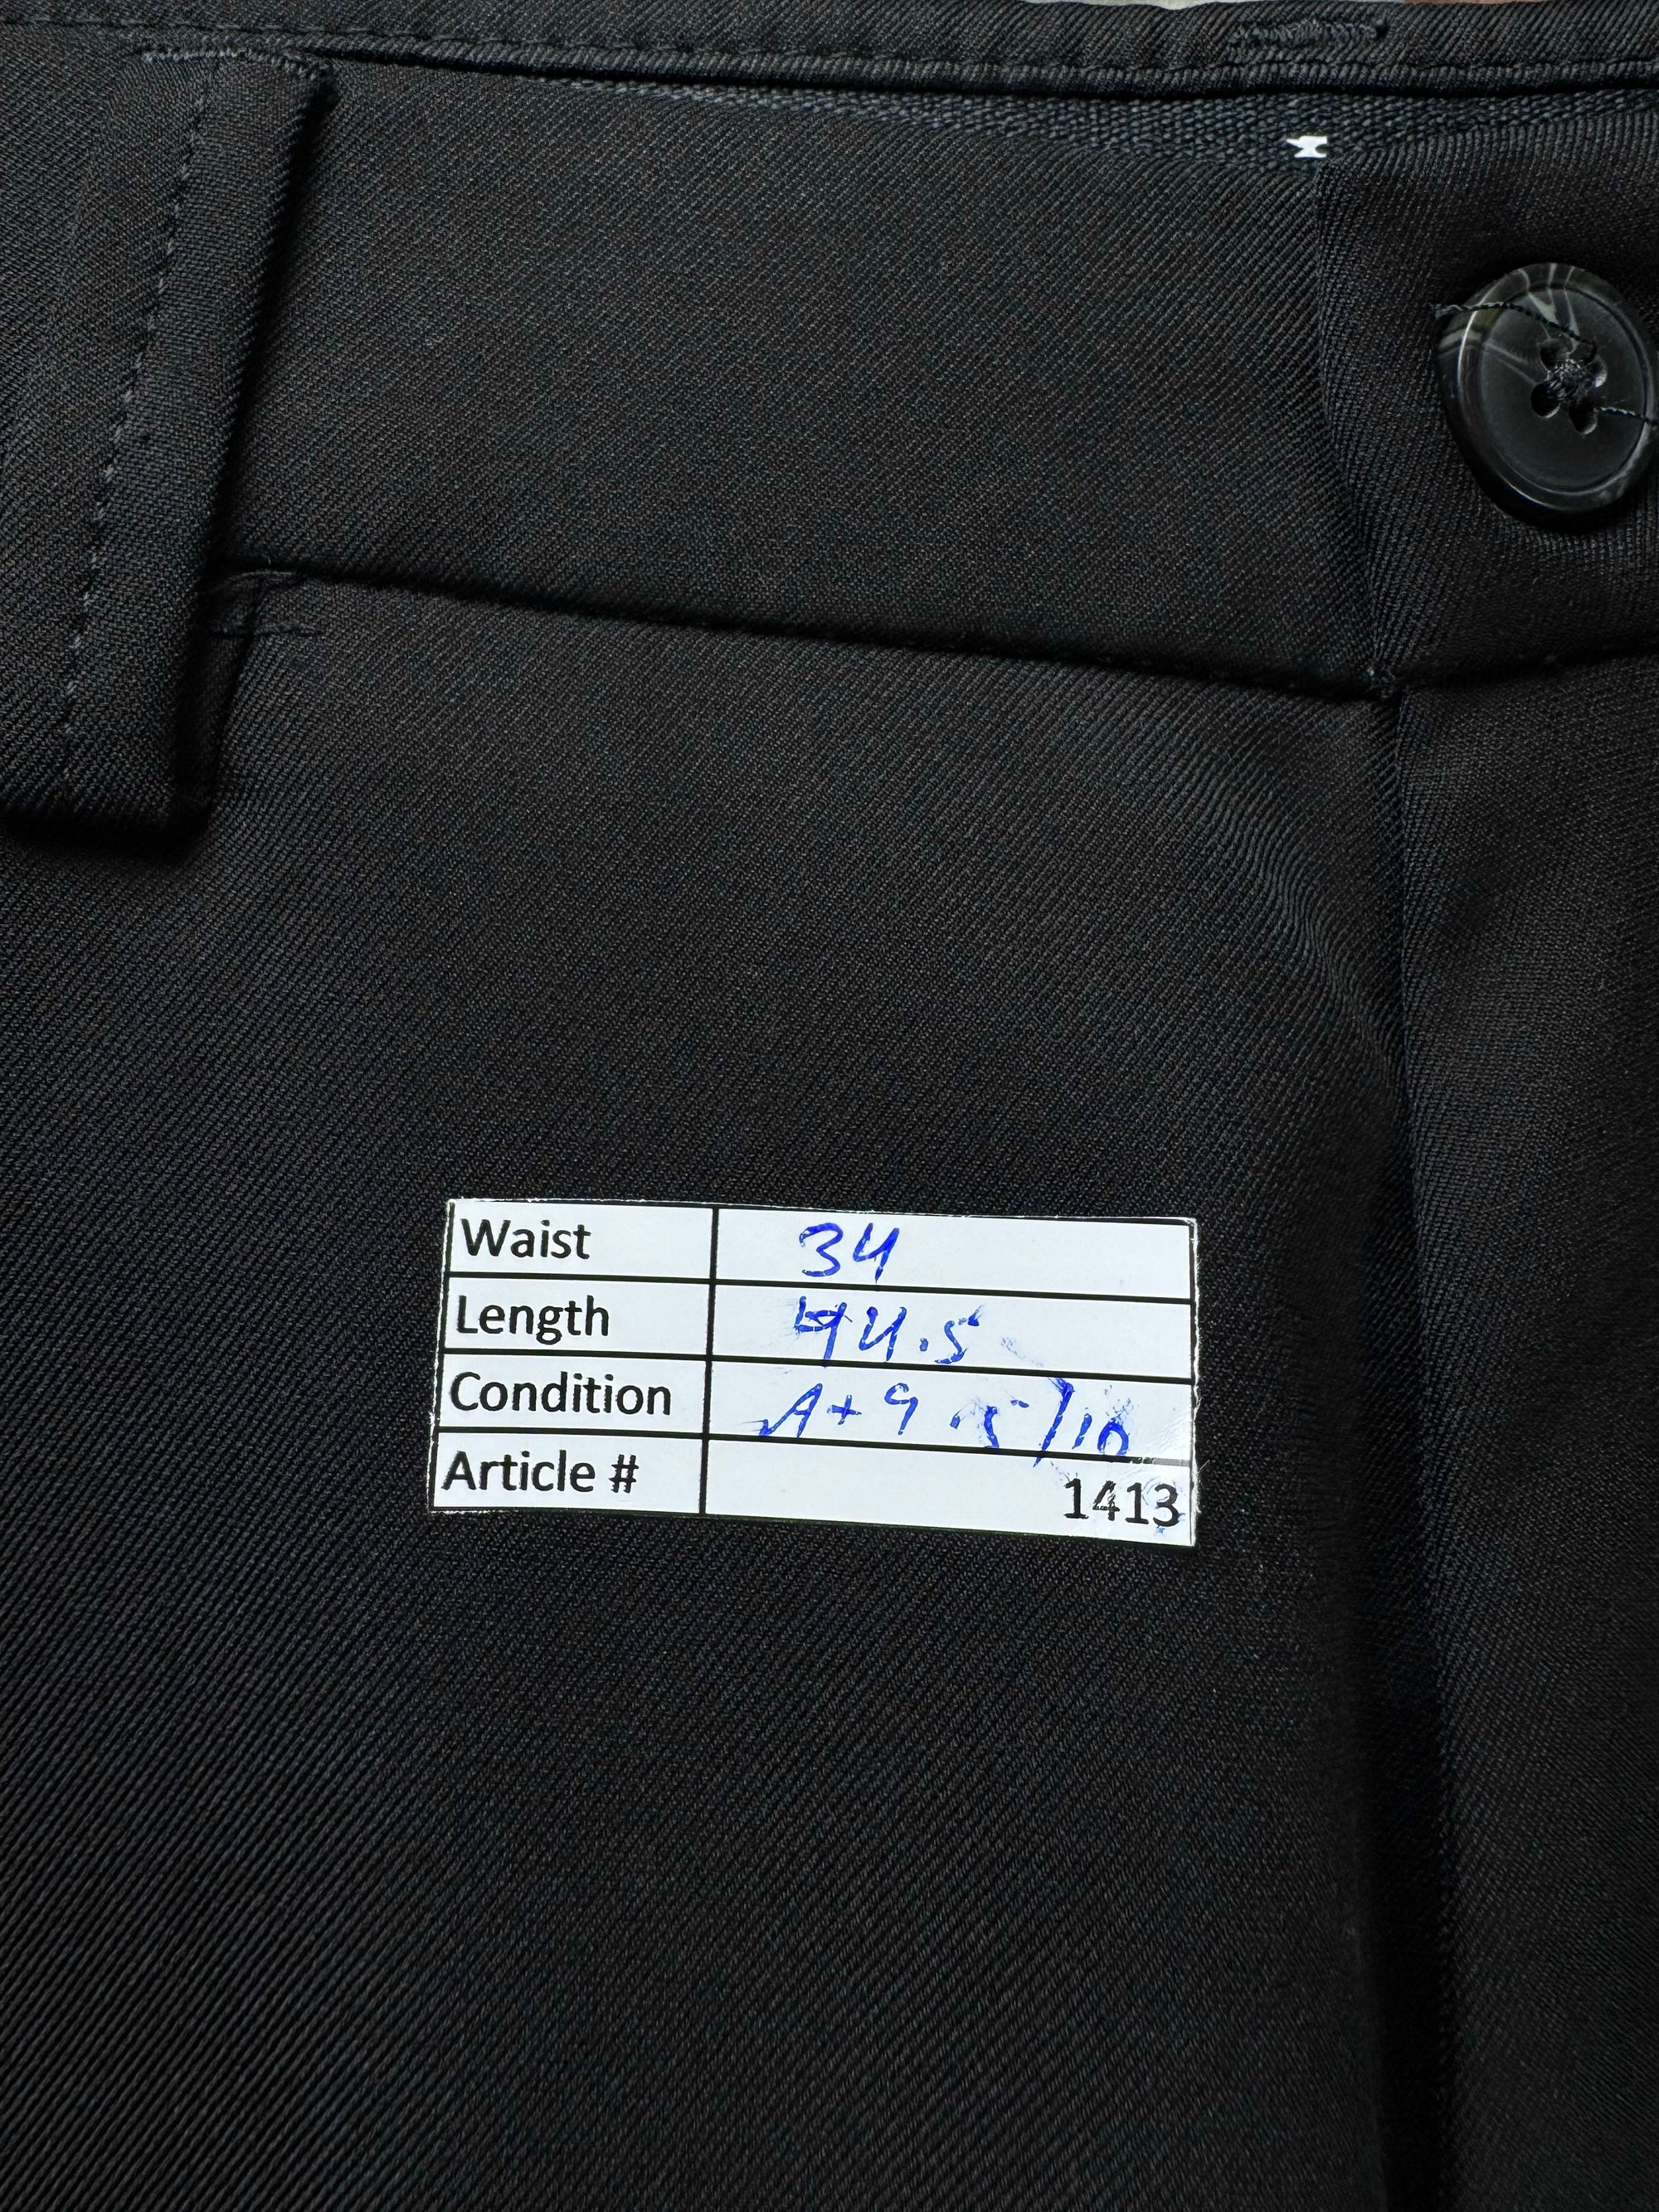 Waist 34
Length 44.5
Condition A+ 9.5/10
Article # 1413